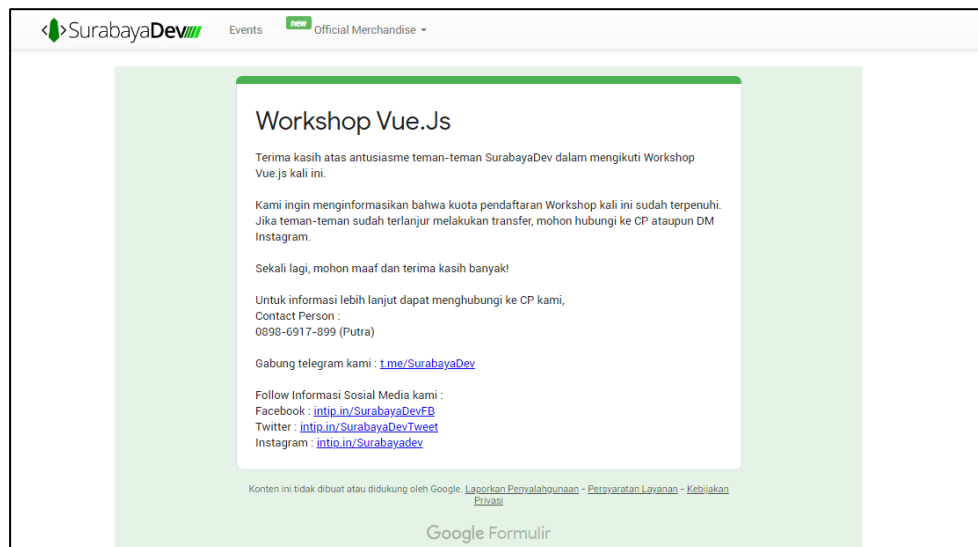 <>SurabayaDev
Events
new
Official Merchandise
Workshop Vue.Js
Terima kasih atas antusiasme teman-teman SurabayaDev dalam mengikuti Workshop
Vue.js kali ini.
Kami ingin menginformasikan bahwa kuota pendaftaran Workshop kali ini sudah terpenuhi.
Jika teman-teman sudah terlanjur melakukan transfer, mohon hubungi ke CP ataupun DM
Instagram.
Sekali lagi, mohon maaf dan terima kasih banyak!
Untuk informasi lebih lanjut dapat menghubungi ke CP kami,
Contact Person :
0898-6917-899 (Putra)
Gabung telegram kami : t.me/SurabayaDev
Follow Informasi Sosial Media kami :
Facebook : intip.in/SurabayaDevFB
Twitter : intip.in/SurabayaDevTweet
Instagram : intip.in/Surabayadev
Konten ini tidak dibuat atau didukung oleh Google. Laporkan Penyalahgunaan - Persyaratan Layanan - Kebijakan
Privasi
Google Formulir